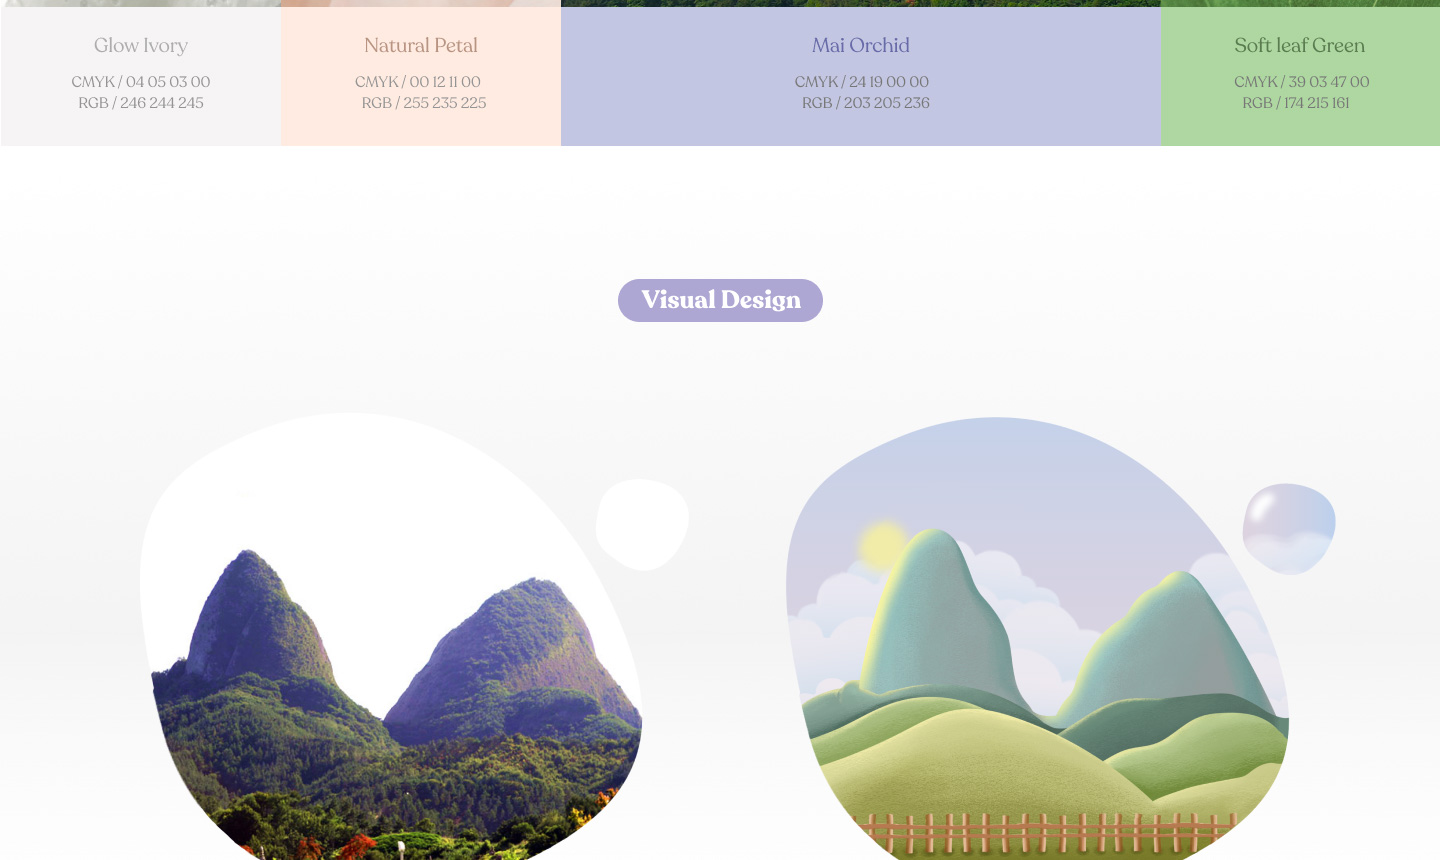 Glow Ivory
CMYK / 04 05 03 00
RGB / 246 244 245
Natural Petal
CMYK / 00 12 11 00
RGB / 255 235 225
Mai Orchid
CMYK / 24 19 00 00
RGB / 203 205 236
Soft leaf Green
CMYK / 39 03 47 00
RGB / 174 215 161
Visual Design